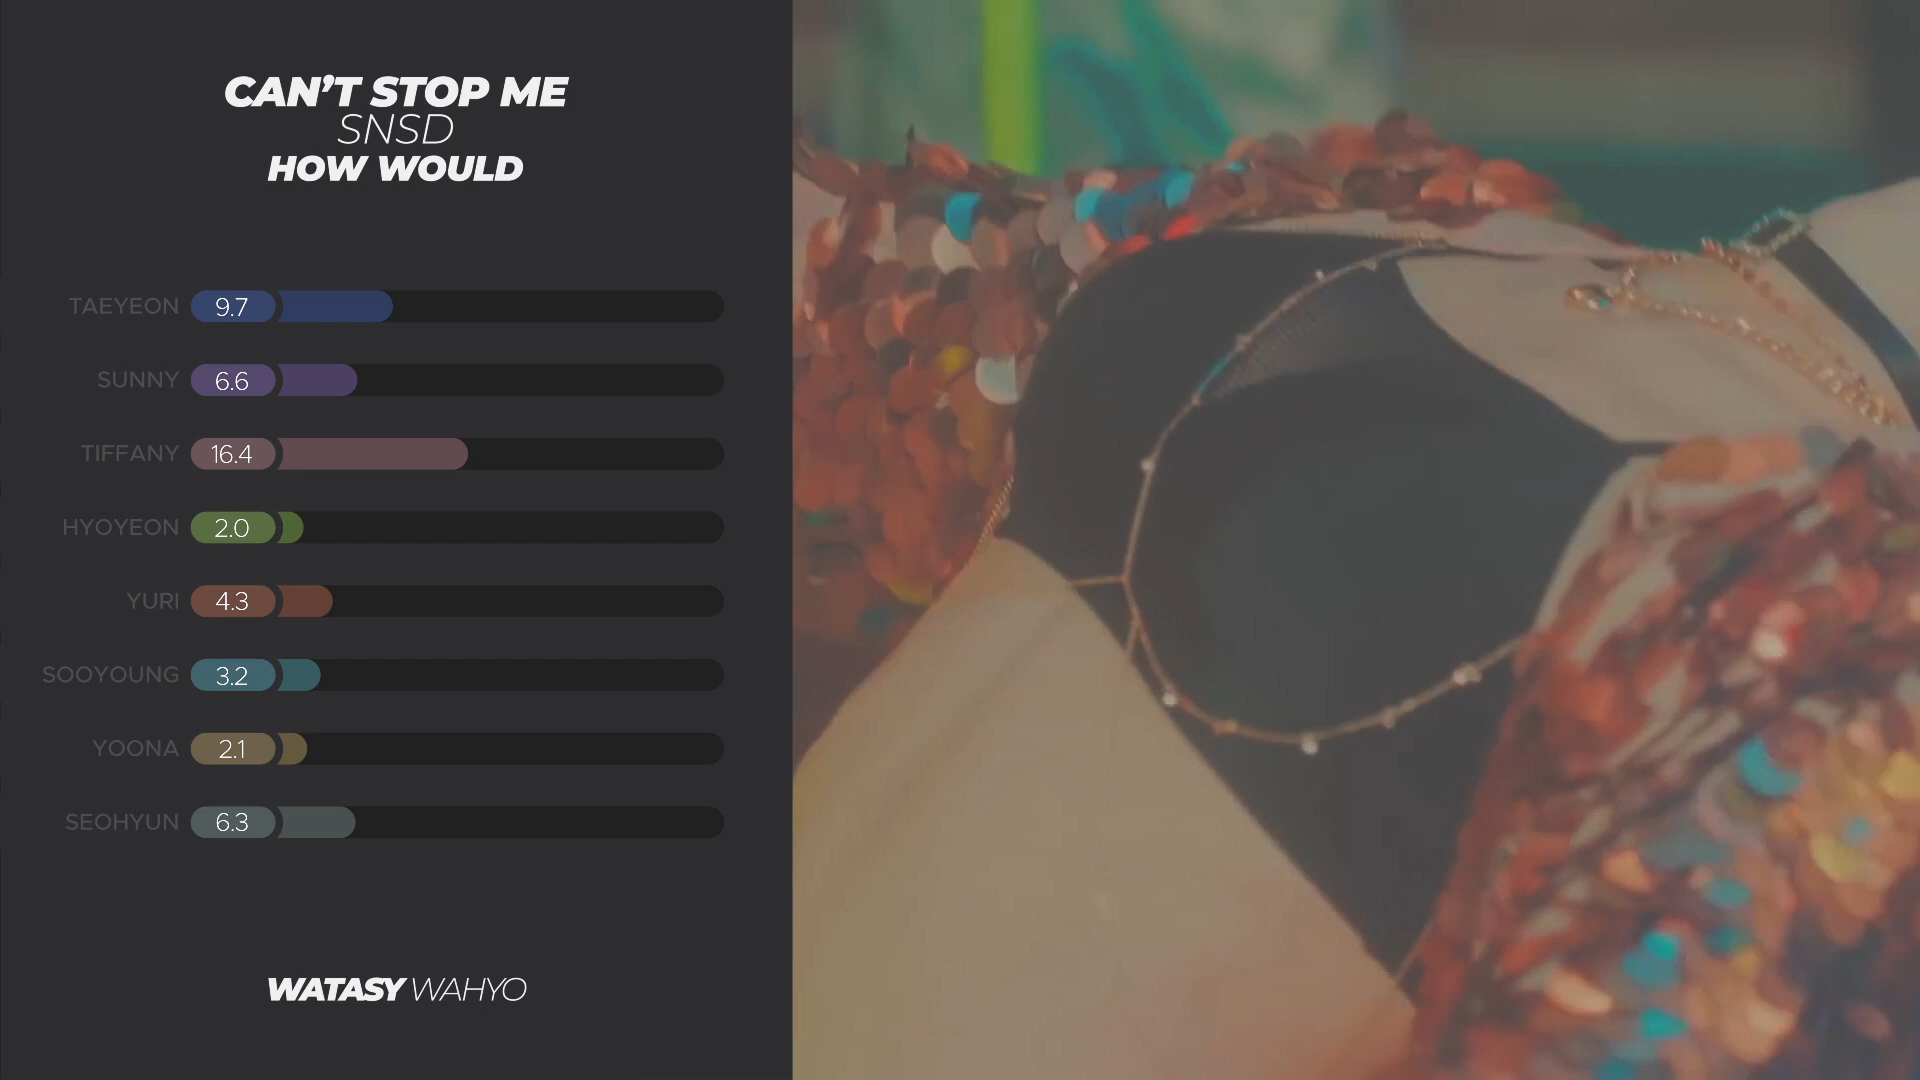 CAN'T STOP ME
SNSD
HOW WOULD
TAEYEON 9.7
SUNNY 6.6
TIFFANY 16.4
HYOYEON 2.0
YURI 4.3
SOOYOUNG 3.2
YOONA 2.1
SEOHYUN 6.3
WATASY WAHYO